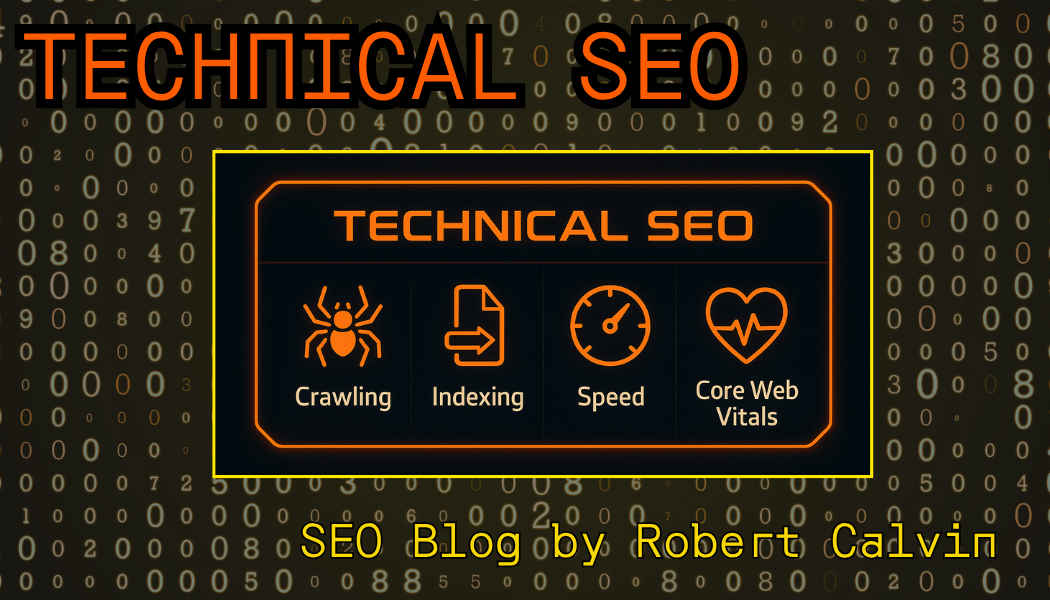 TECHNICAL SEO
TECHNICAL SEO
Crawling
Indexing
Speed
Core Web
Vitals
SEO Blog by Robert Calvin